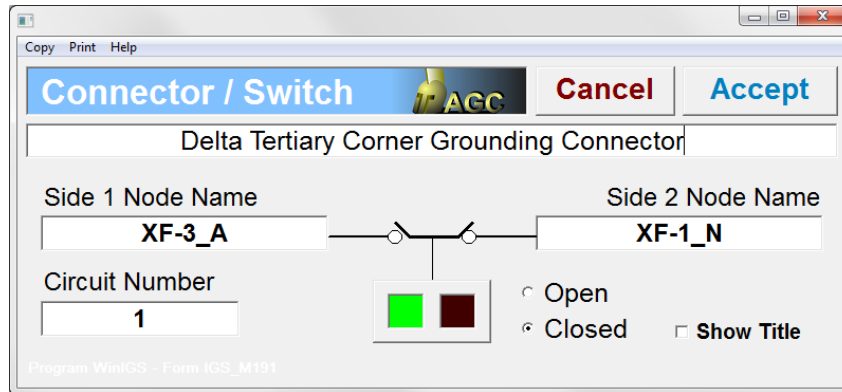 Copy Print Help
Connector / Switch AGC Cancel Accept
Delta Tertiary Corner Grounding Connector
Side 1 Node Name Side 2 Node Name
XF-3_A XF-1_N
Circuit Number
1
Open
Closed Show Title
Program WinIGS - Form IGS_M191